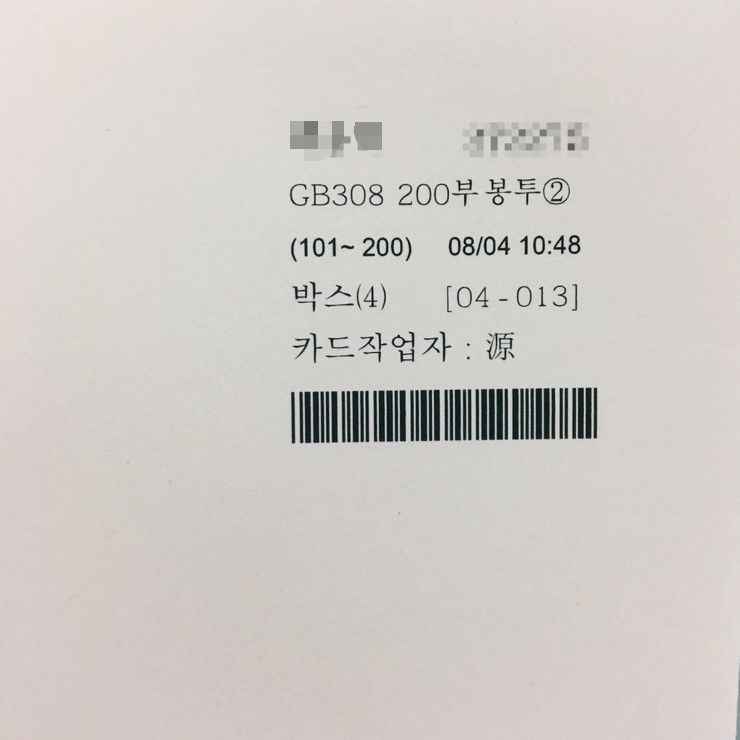 GB308 200부 봉투②
(101~ 200) 08/04 10:48
박스(4) [04-013]
카드작업자 : 源